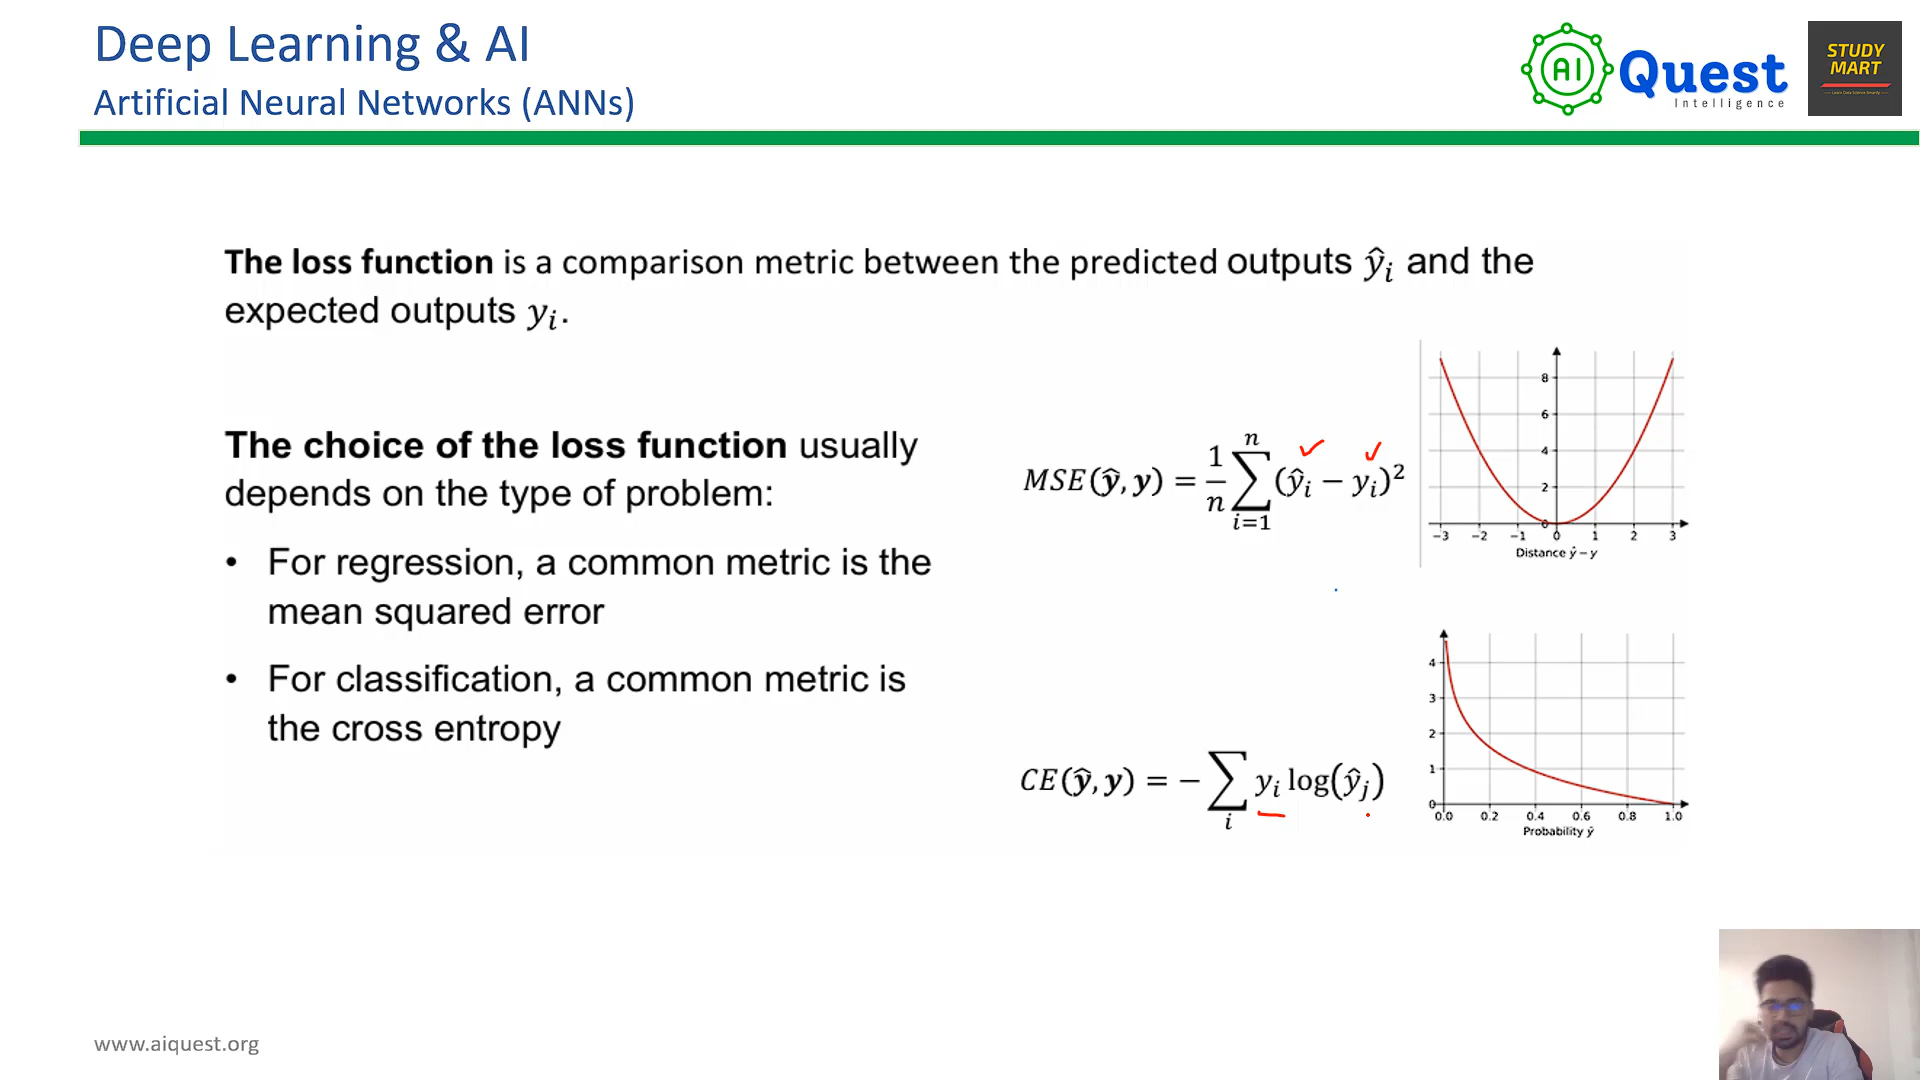 Deep Learning & AI
Artificial Neural Networks (ANNs)
AI Quest
Intelligence
STUDY
MART
The loss function is a comparison metric between the predicted outputs ŷᵢ and the
expected outputs yᵢ.
The choice of the loss function usually
depends on the type of problem:
• For regression, a common metric is the
mean squared error
• For classification, a common metric is
the cross entropy
MSE(ŷ, y) = 1/n ∑ⁿᵢ₌₁ (ŷᵢ − yᵢ)²
8
6
4
2
0
−3 −2 −1 0 1 2 3
Distance ŷ − y
CE(ŷ, y) = − ∑ᵢ yᵢ log(ŷⱼ)
4
3
2
1
0
0.0 0.2 0.4 0.6 0.8 1.0
Probability ŷ
www.aiquest.org